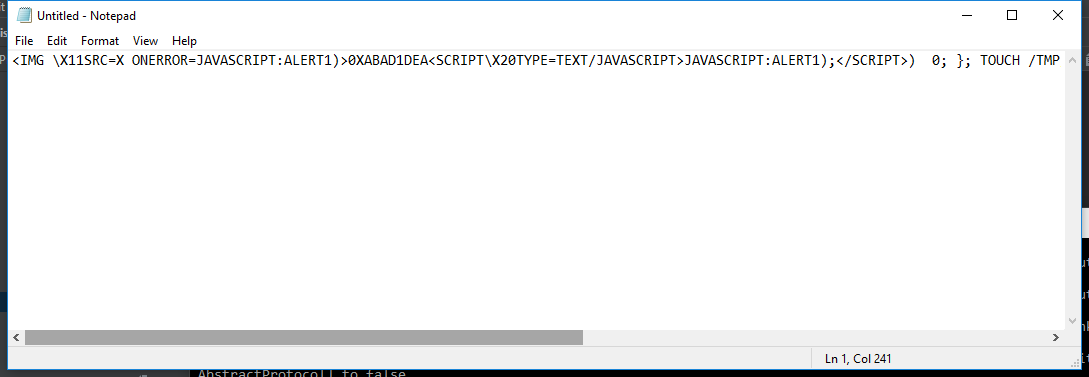 Untitled - Notepad
File Edit Format View Help
<IMG \X11SRC=X ONERROR=JAVASCRIPT:ALERT1)>0XABAD1DEA<SCRIPT\X20TYPE=TEXT/JAVASCRIPT>JAVASCRIPT:ALERT1);</SCRIPT>)  0; }; TOUCH /TMP
Ln 1, Col 241
to false